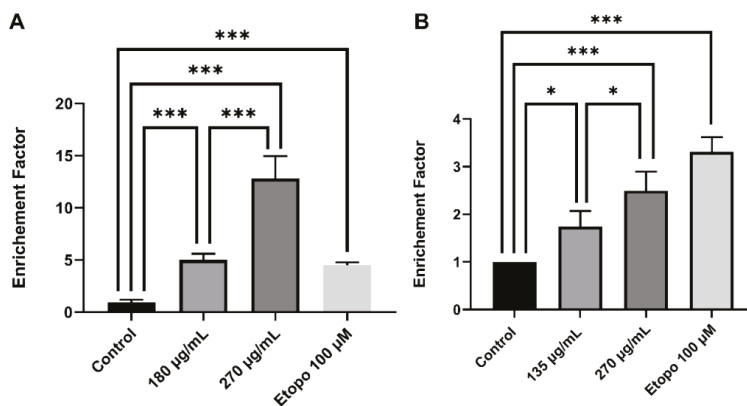 A
***
***
*** ***
Enrichement Factor
20
15
10
5
0
Control
180 µg/mL
270 µg/mL
Etopo 100 µM
B
***
***
* *
Enrichement Factor
4
3
2
1
0
Control
135 µg/mL
270 µg/mL
Etopo 100 µM